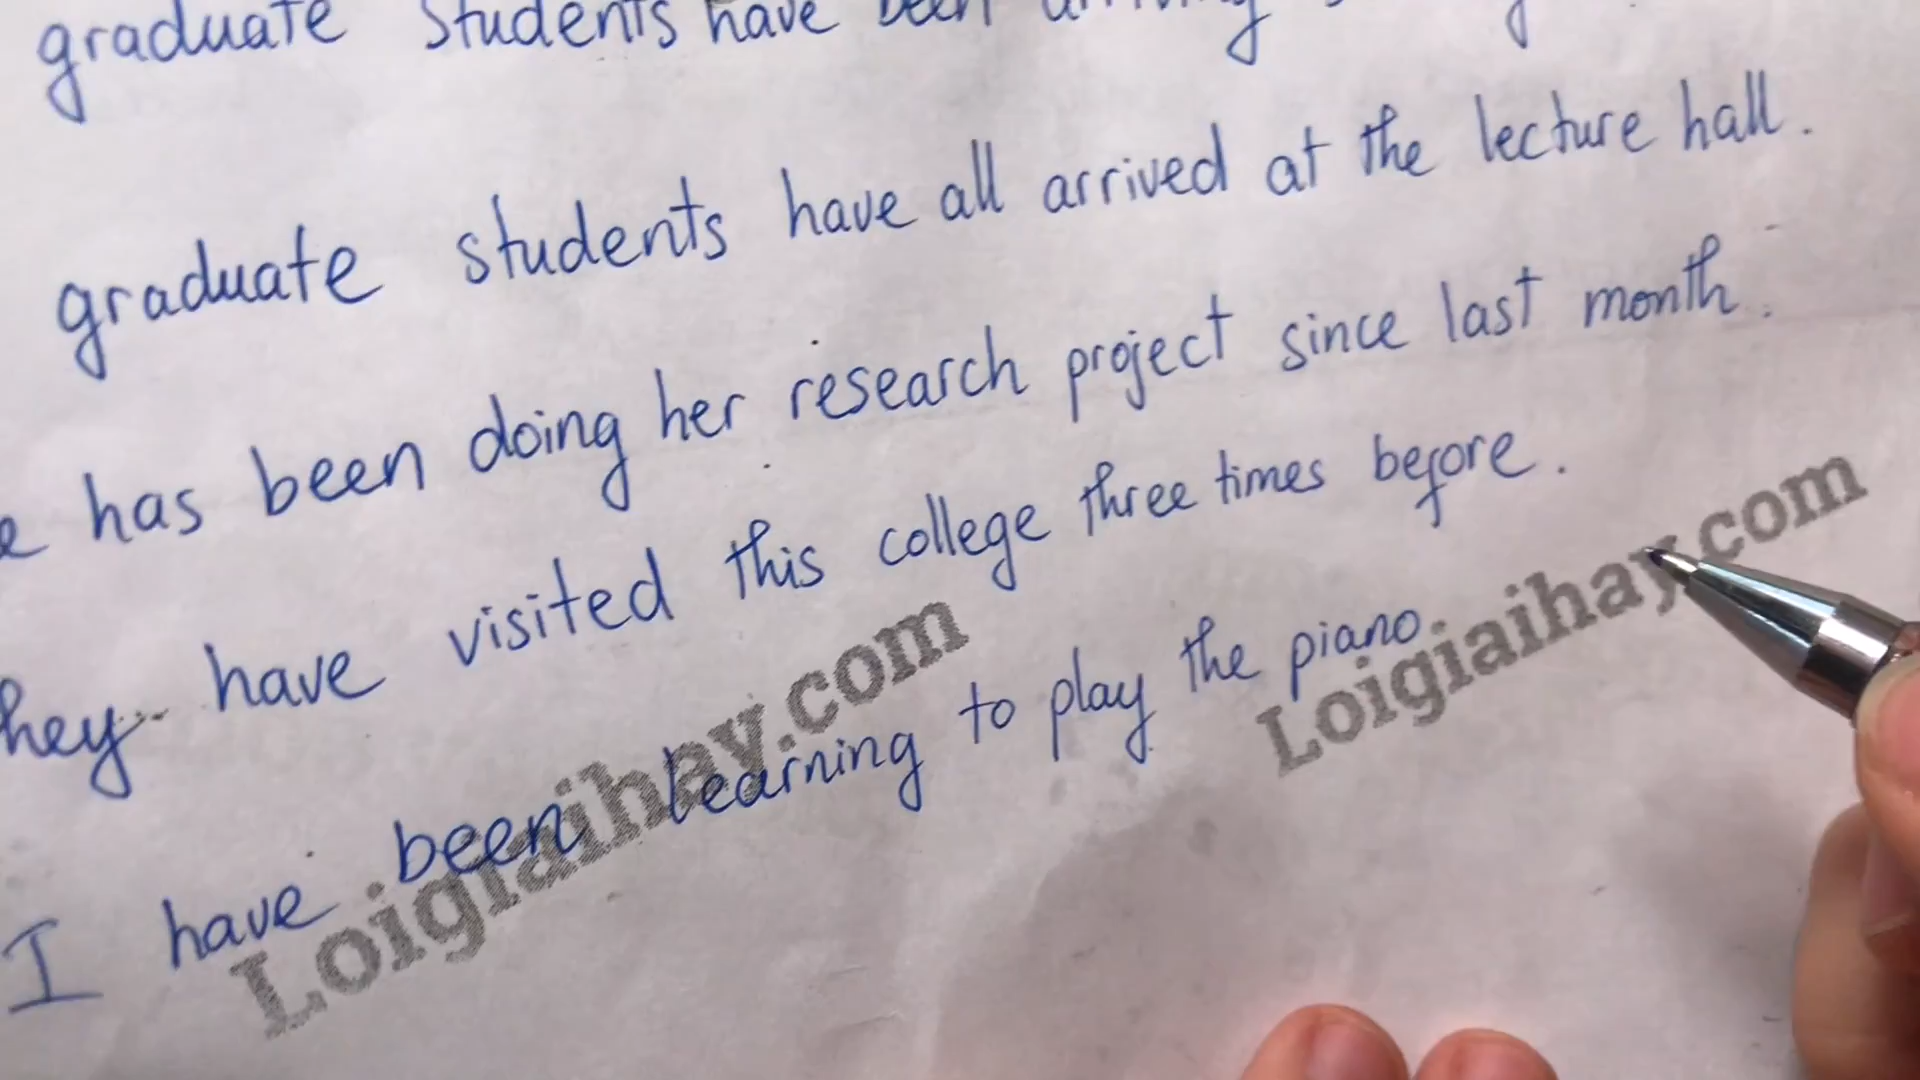 graduate students have been
graduate students have all arrived at the lecture hall.
has been doing her research project since last month.
hey have visited this college three times before.
I have been learning to play the piano.
Loigiaihay.com
Loigiaihay.com